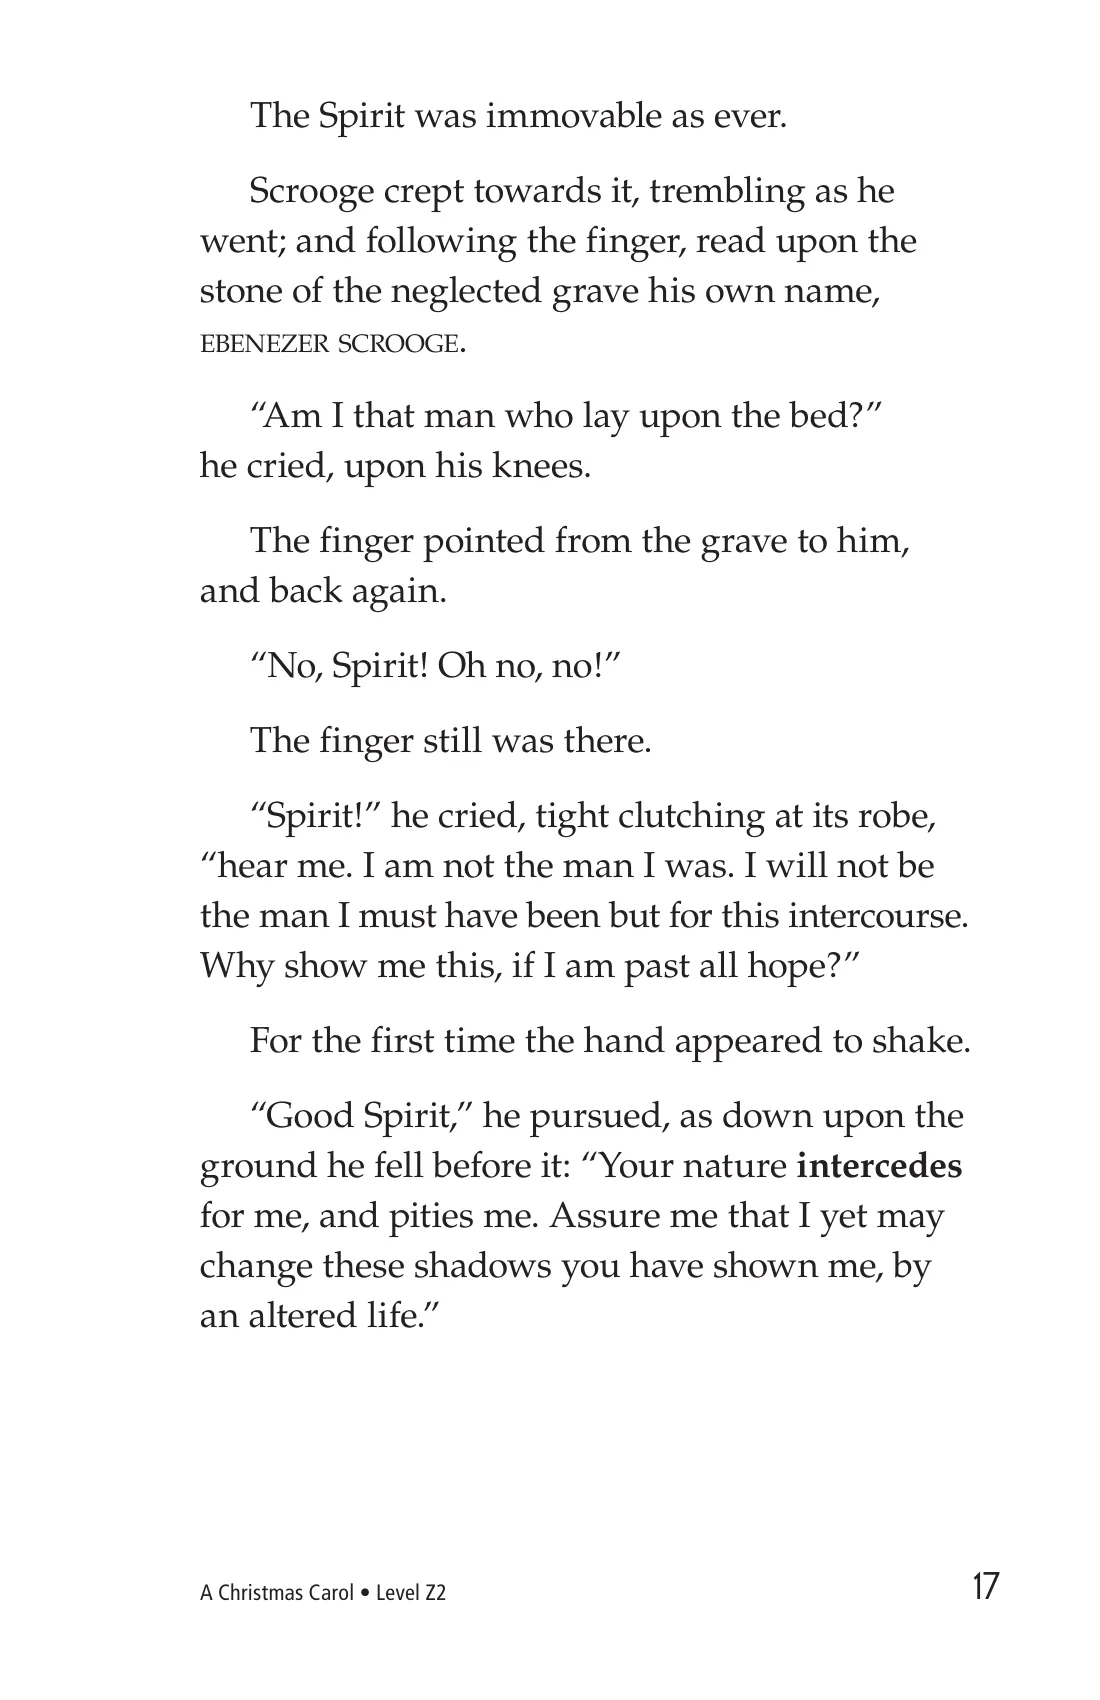 The Spirit was immovable as ever.
Scrooge crept towards it, trembling as he
went; and following the finger, read upon the
stone of the neglected grave his own name,
EBENEZER SCROOGE.
“Am I that man who lay upon the bed?”
he cried, upon his knees.
The finger pointed from the grave to him,
and back again.
“No, Spirit! Oh no, no!”
The finger still was there.
“Spirit!” he cried, tight clutching at its robe,
“hear me. I am not the man I was. I will not be
the man I must have been but for this intercourse.
Why show me this, if I am past all hope?”
For the first time the hand appeared to shake.
“Good Spirit,” he pursued, as down upon the
ground he fell before it: “Your nature intercedes
for me, and pities me. Assure me that I yet may
change these shadows you have shown me, by
an altered life.”
A Christmas Carol • Level Z2 17